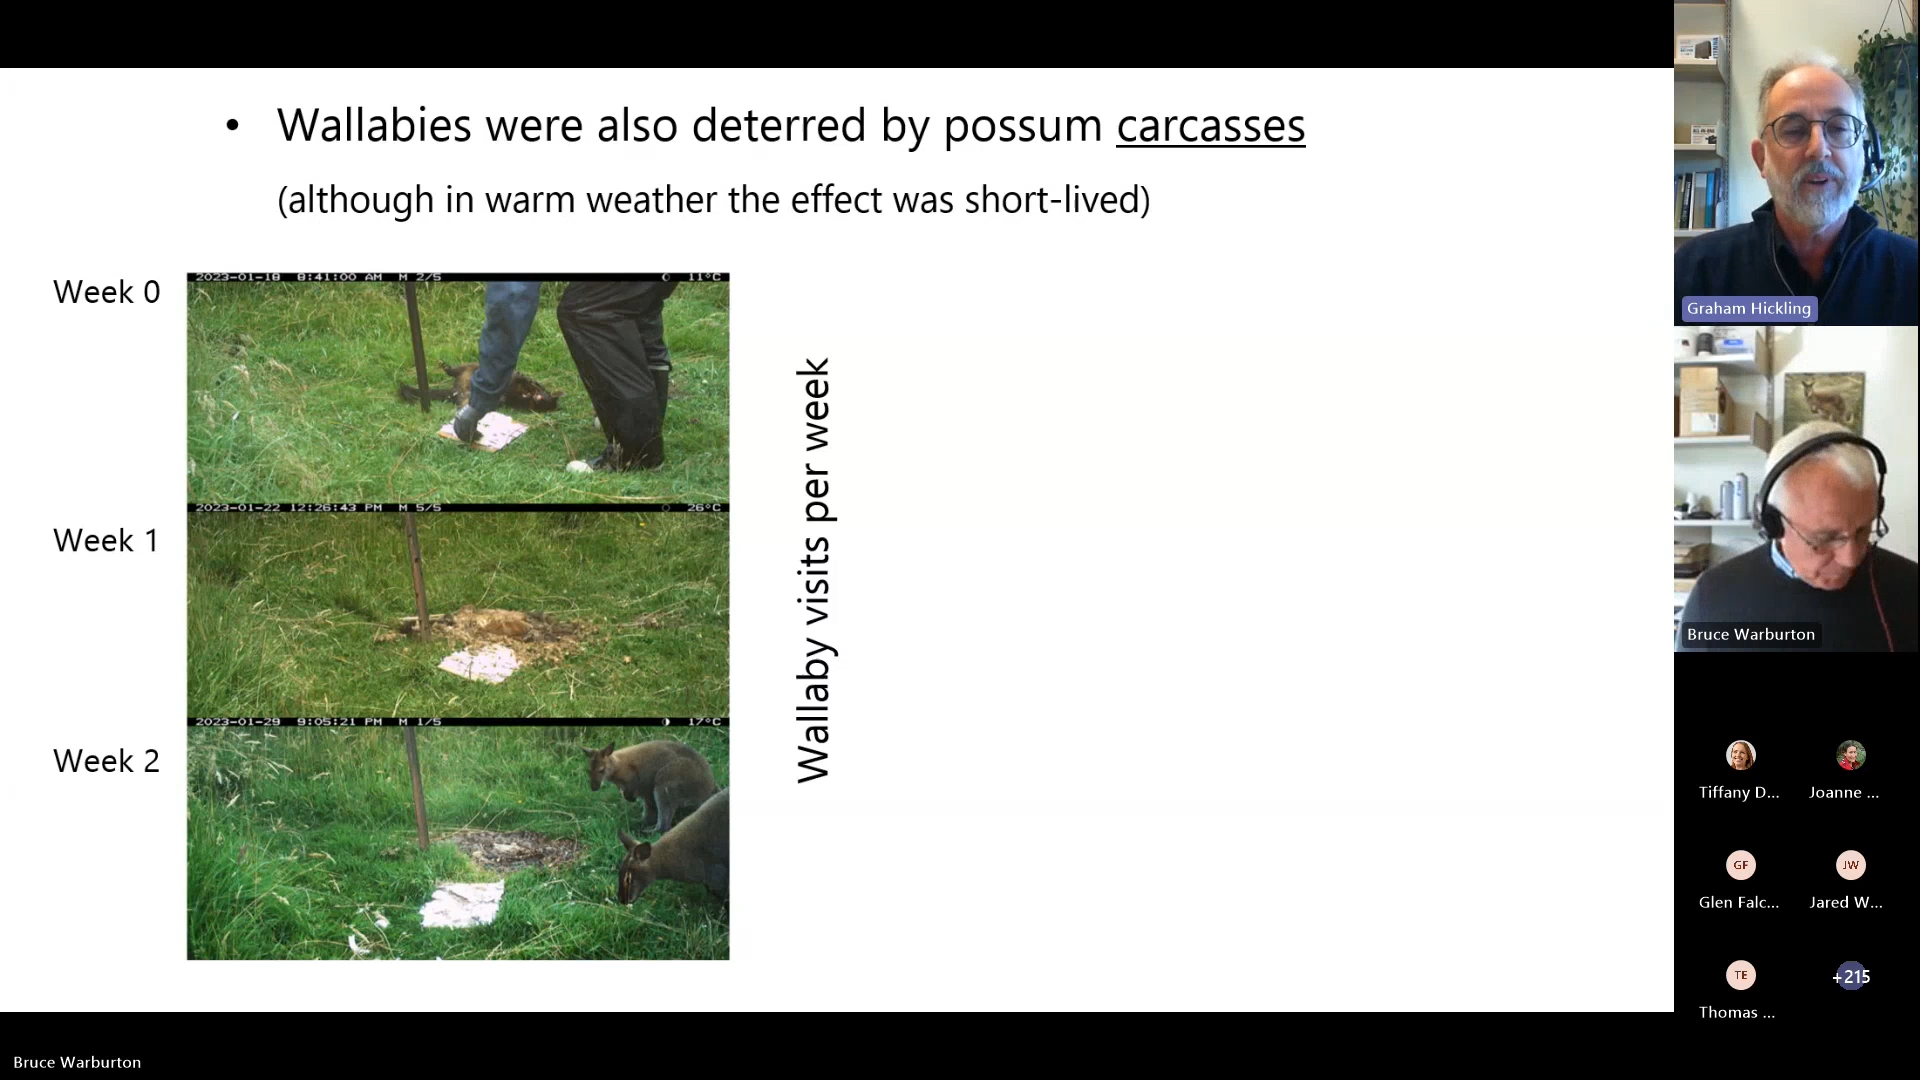 • Wallabies were also deterred by possum carcasses
(although in warm weather the effect was short-lived)
Week 0
2023-01-18 8:41:00 AM M 2/5 11°C
Week 1
2023-01-22 12:26:43 PM M 5/5 26°C
Week 2
2023-01-29 9:05:21 PM M 1/5 17°C
Wallaby visits per week
Graham Hickling
Bruce Warburton
Tiffany D...
Joanne ...
GF
Glen Falc...
JW
Jared W...
TE
Thomas ...
+215
Bruce Warburton